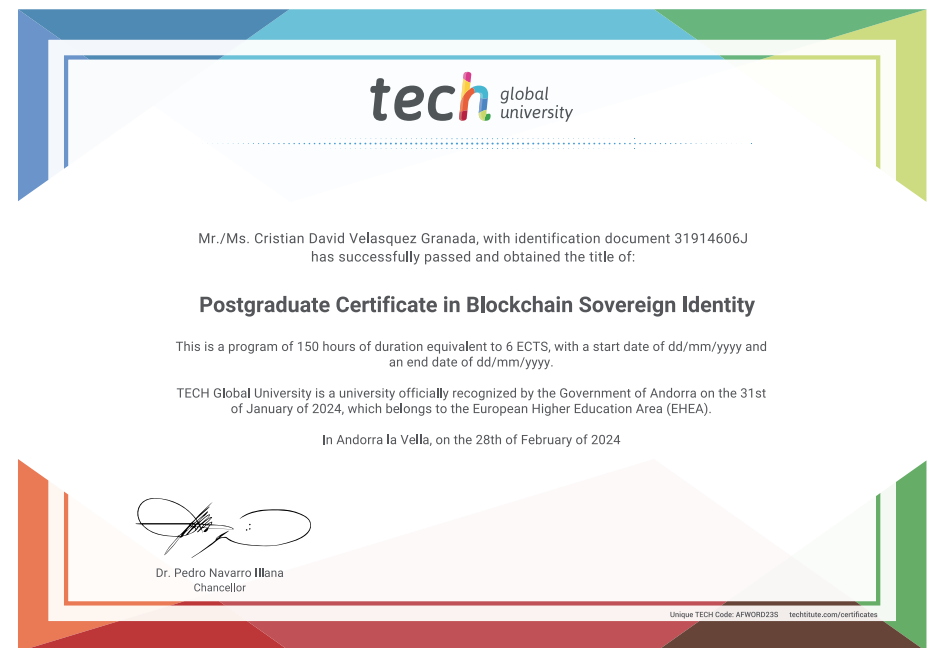 tech global
university
Mr./Ms. Cristian David Velasquez Granada, with identification document 31914606J
has successfully passed and obtained the title of:
Postgraduate Certificate in Blockchain Sovereign Identity
This is a program of 150 hours of duration equivalent to 6 ECTS, with a start date of dd/mm/yyyy and
an end date of dd/mm/yyyy.
TECH Global University is a university officially recognized by the Government of Andorra on the 31st
of January of 2024, which belongs to the European Higher Education Area (EHEA).
In Andorra la Vella, on the 28th of February of 2024
Dr. Pedro Navarro Illana
Chancellor
Unique TECH Code: AFWORD23S techtitute.com/certificates